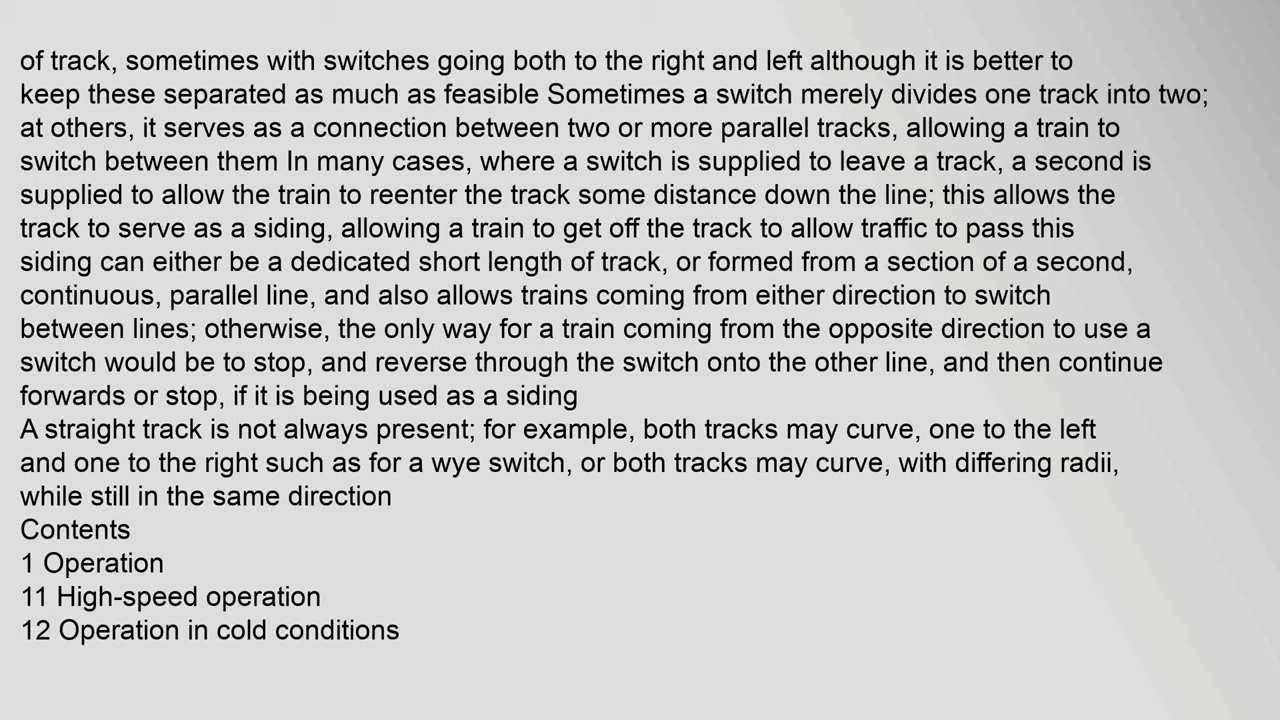 of track, sometimes with switches going both to the right and left although it is better to
keep these separated as much as feasible Sometimes a switch merely divides one track into two;
at others, it serves as a connection between two or more parallel tracks, allowing a train to
switch between them In many cases, where a switch is supplied to leave a track, a second is
supplied to allow the train to reenter the track some distance down the line; this allows the
track to serve as a siding, allowing a train to get off the track to allow traffic to pass this
siding can either be a dedicated short length of track, or formed from a section of a second,
continuous, parallel line, and also allows trains coming from either direction to switch
between lines; otherwise, the only way for a train coming from the opposite direction to use a
switch would be to stop, and reverse through the switch onto the other line, and then continue
forwards or stop, if it is being used as a siding
A straight track is not always present; for example, both tracks may curve, one to the left
and one to the right such as for a wye switch, or both tracks may curve, with differing radii,
while still in the same direction
Contents
1 Operation
11 High-speed operation
12 Operation in cold conditions